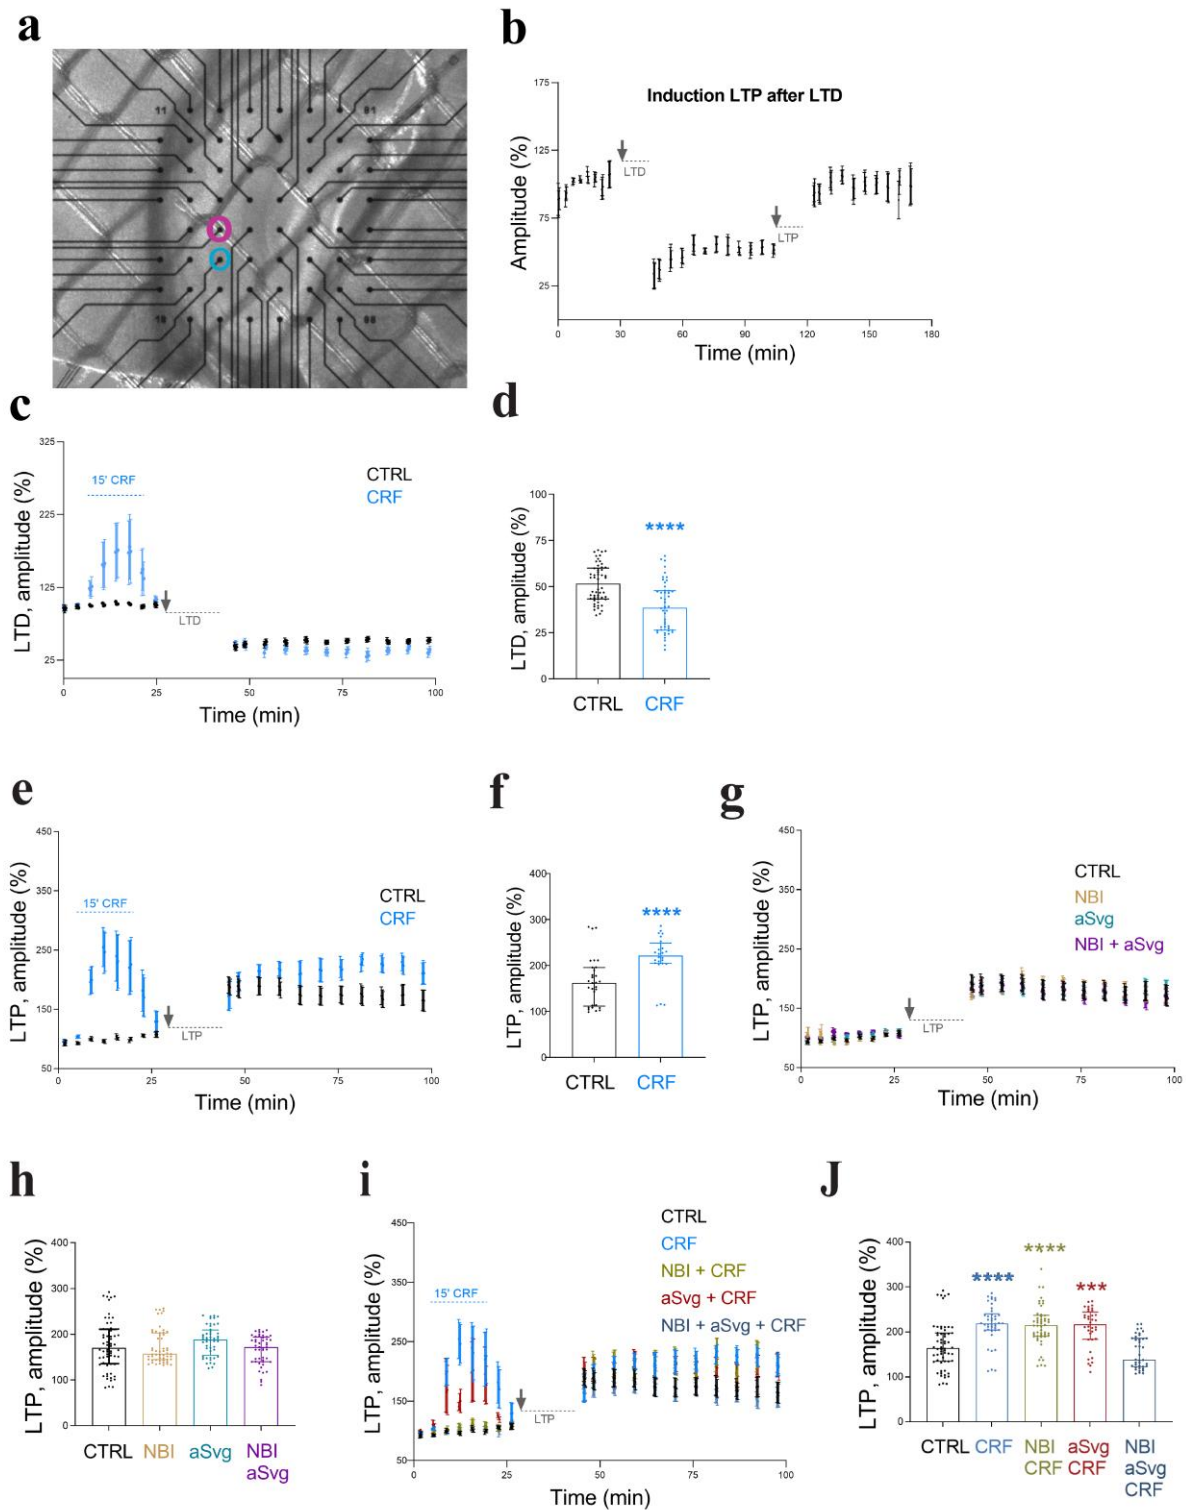 a
11
81
18
88
b
Induction LTP after LTD
Amplitude (%)
175
125
75
25
LTD
LTP
0 30 60 90 120 150 180
Time (min)
c
LTD, amplitude (%)
325
225
125
25
15' CRF
CTRL
CRF
LTD
0 25 50 75 100
Time (min)
d
LTD, amplitude (%)
100
75
50
25
0
****
CTRL CRF
e
LTP, amplitude (%)
450
350
250
150
50
15' CRF
CTRL
CRF
LTP
0 25 50 75 100
Time (min)
f
LTP, amplitude (%)
400
300
200
100
0
****
CTRL CRF
g
LTP, amplitude (%)
450
350
250
150
50
CTRL
NBI
aSvg
NBI + aSvg
LTP
0 25 50 75 100
Time (min)
h
LTP, amplitude (%)
400
300
200
100
0
CTRL NBI aSvg NBI
aSvg
i
LTP, amplitude (%)
450
350
250
150
50
15' CRF
CTRL
CRF
NBI + CRF
aSvg + CRF
NBI + aSvg + CRF
LTP
0 25 50 75 100
Time (min)
J
LTP, amplitude (%)
400
300
200
100
0
****
****
***
CTRL CRF NBI aSvg NBI
CRF CRF aSvg
CRF